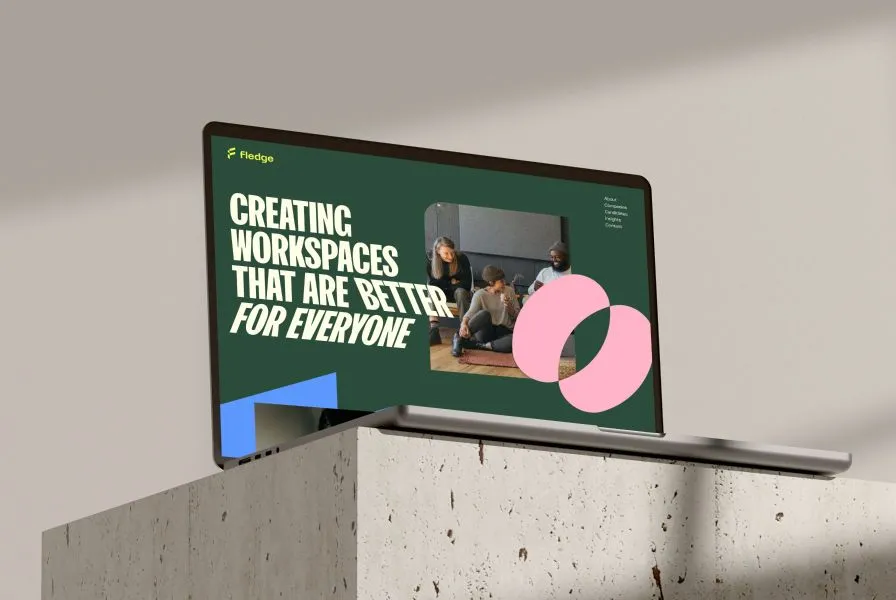 Fledge
CREATING
WORKSPACES
THAT ARE BETTER
FOR EVERYONE
About
Companies
Candidates
Insights
Contact